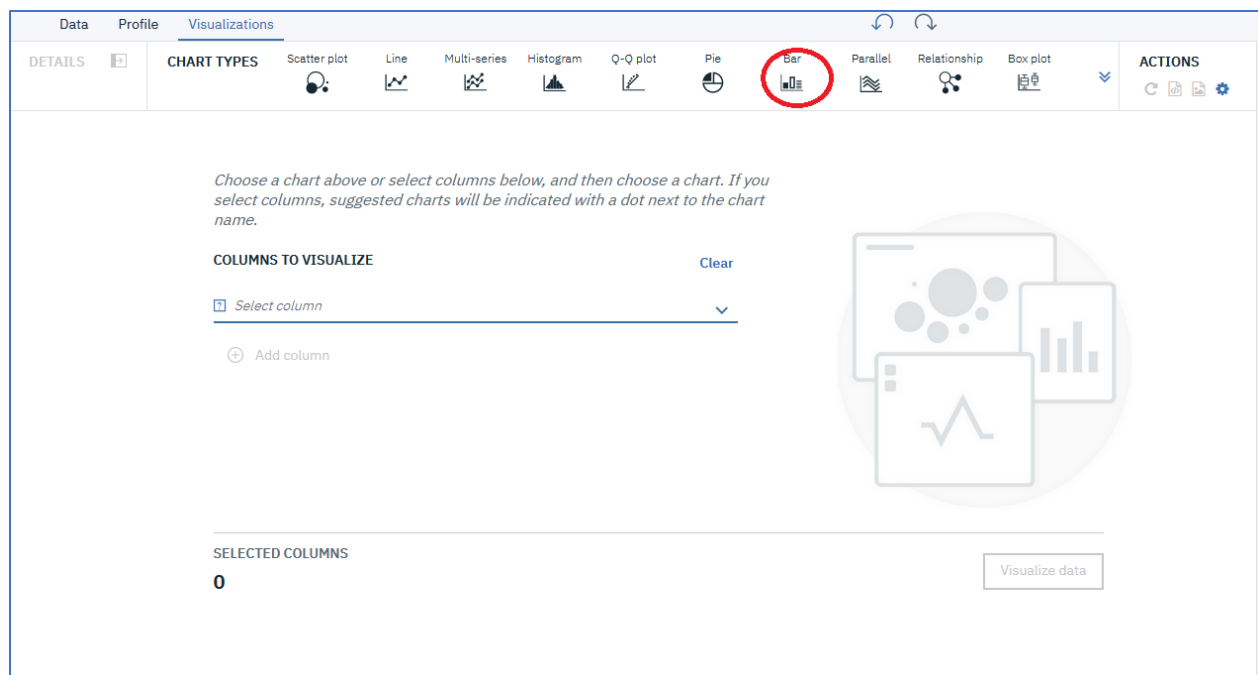 Data Profile Visualizations
DETAILS CHART TYPES Scatter plot Line Multi-series Histogram Q-Q plot Pie Bar Parallel Relationship Box plot ACTIONS
Choose a chart above or select columns below, and then choose a chart. If you
select columns, suggested charts will be indicated with a dot next to the chart
name.
COLUMNS TO VISUALIZE Clear
? Select column
Add column
SELECTED COLUMNS
0
Visualize data